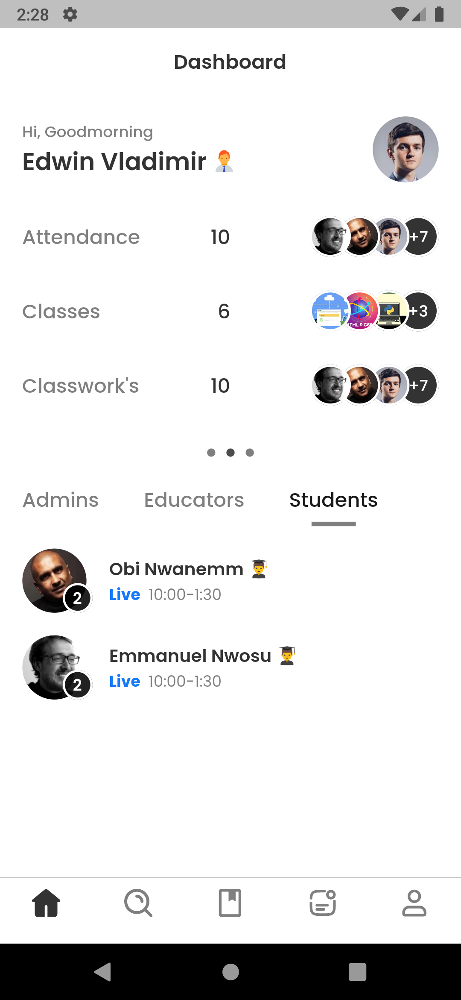 2:28
Dashboard
Hi, Goodmorning
Edwin Vladimir
Attendance 10 +7
Classes 6 HTML & CSS +3
Classwork's 10 +7
Admins Educators Students
Obi Nwanemm
2 Live 10:00-1:30
Emmanuel Nwosu
2 Live 10:00-1:30